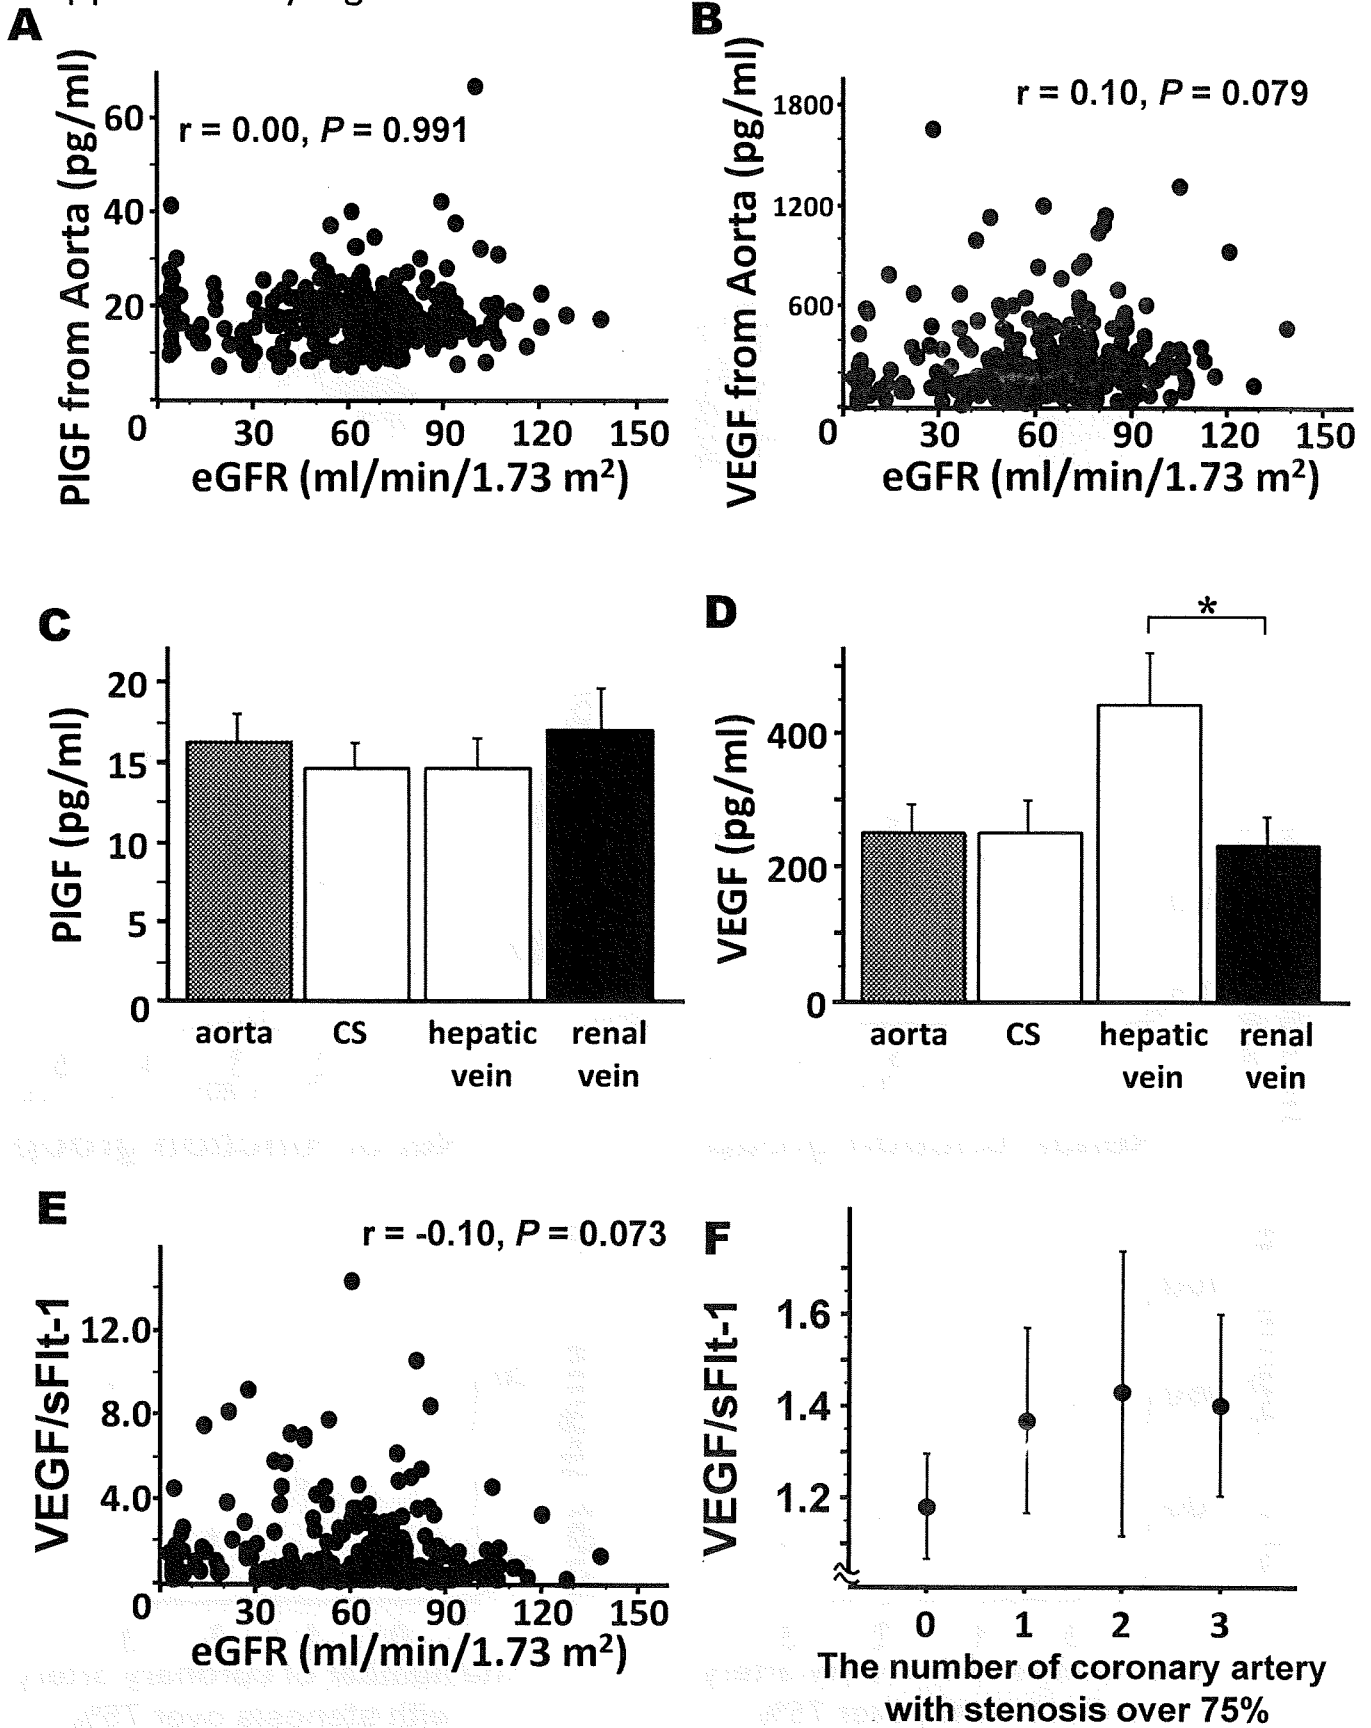 A
PlGF from Aorta (pg/ml)
60
40
20
0
r = 0.00, P = 0.991
0 30 60 90 120 150
eGFR (ml/min/1.73 m²)
B
VEGF from Aorta (pg/ml)
1800
1200
600
0
r = 0.10, P = 0.079
30 60 90 120 150
eGFR (ml/min/1.73 m²)
C
PlGF (pg/ml)
20
15
10
5
0
aorta CS hepatic vein renal vein
D
VEGF (pg/ml)
*
400
200
0
aorta CS hepatic vein renal vein
E
VEGF/sFlt-1
r = -0.10, P = 0.073
12.0
8.0
4.0
0 30 60 90 120 150
eGFR (ml/min/1.73 m²)
F
VEGF/sFlt-1
1.6
1.4
1.2
0 1 2 3
The number of coronary artery
with stenosis over 75%